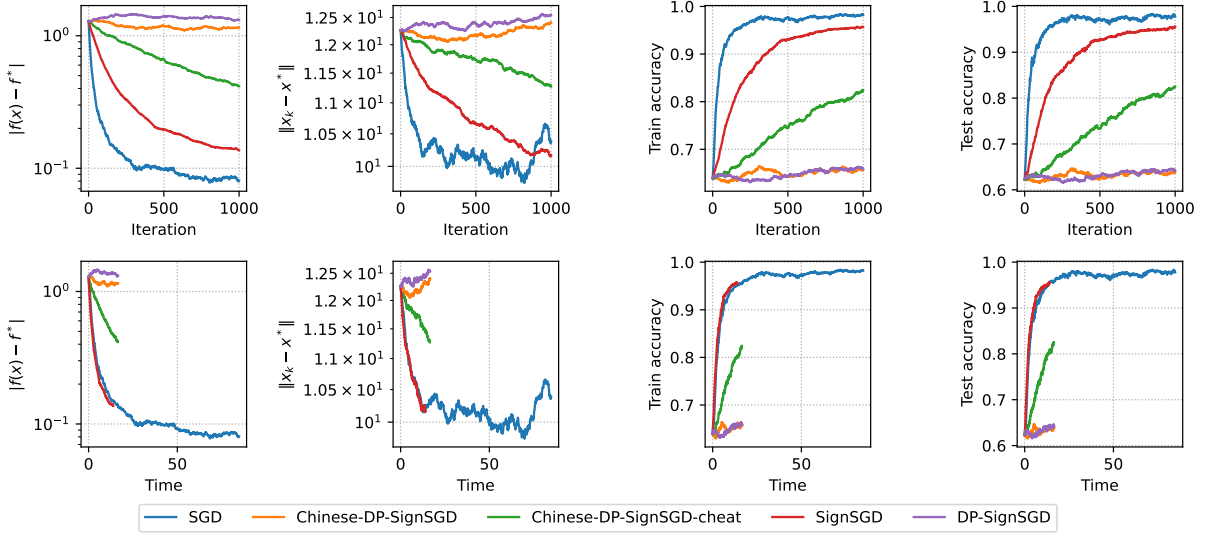 |f(x) − f*|
10⁰
10⁻¹
0 500 1000
Iteration
‖xₖ − x*‖
1.25 × 10¹
1.2 × 10¹
1.15 × 10¹
1.1 × 10¹
1.05 × 10¹
10¹
0 500 1000
Iteration
Train accuracy
1.0
0.9
0.8
0.7
0 500 1000
Iteration
Test accuracy
1.0
0.9
0.8
0.7
0.6
0 500 1000
Iteration
|f(x) − f*|
10⁰
10⁻¹
0 50
Time
‖xₖ − x*‖
1.25 × 10¹
1.2 × 10¹
1.15 × 10¹
1.1 × 10¹
1.05 × 10¹
10¹
0 50
Time
Train accuracy
1.0
0.9
0.8
0.7
0 50
Time
Test accuracy
1.0
0.9
0.8
0.7
0.6
0 50
Time
SGD Chinese-DP-SignSGD Chinese-DP-SignSGD-cheat SignSGD DP-SignSGD